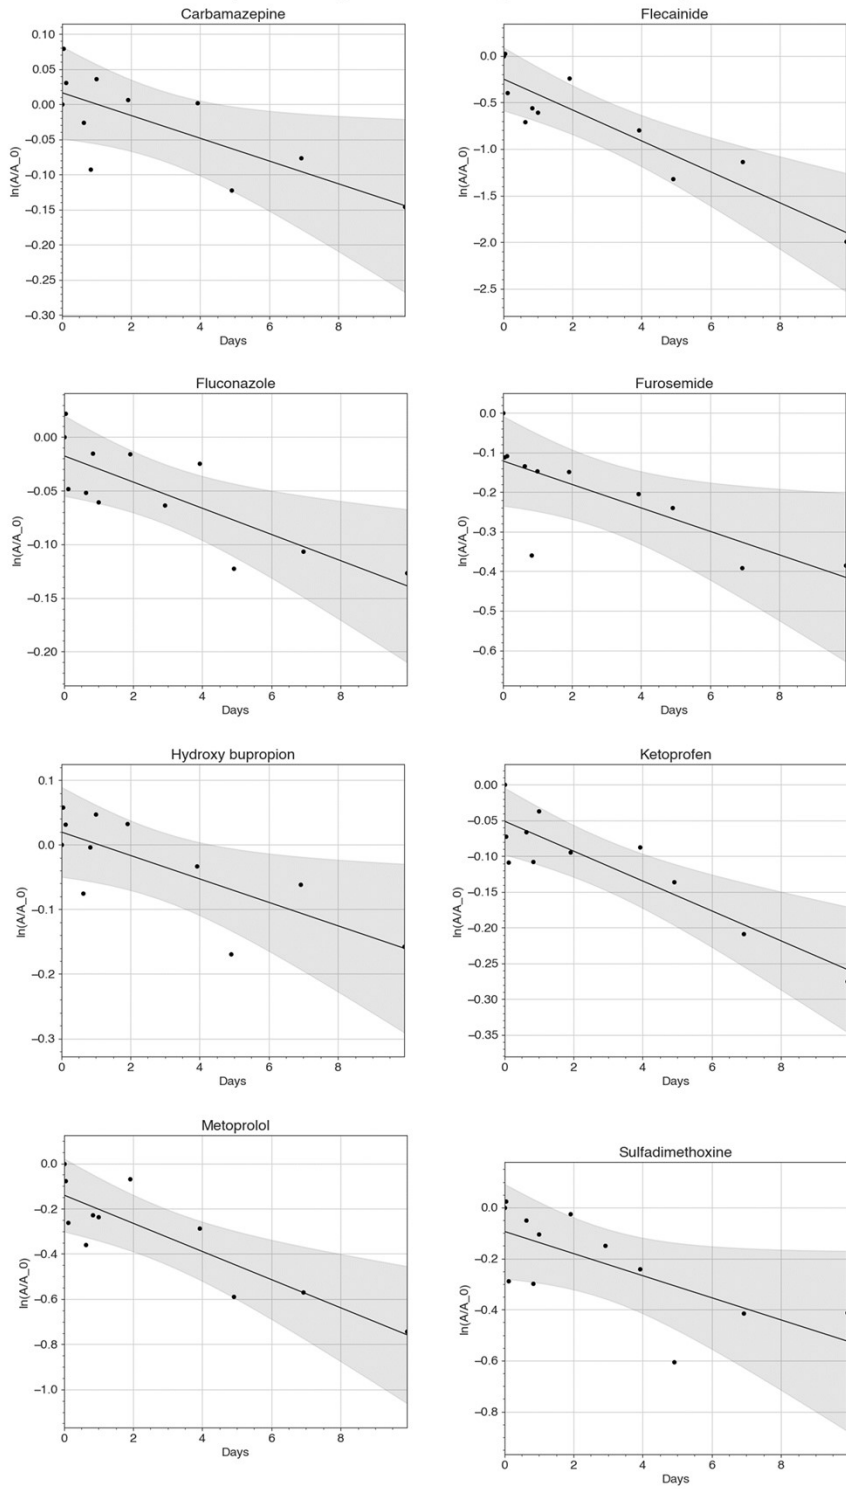 Carbamazepine
0.10
0.05
0.00
−0.05
−0.10
−0.15
−0.20
−0.25
−0.30
ln(A/A_0)
0 2 4 6 8
Days
Flecainide
0.0
−0.5
−1.0
−1.5
−2.0
−2.5
ln(A/A_0)
0 2 4 6 8
Days
Fluconazole
0.00
−0.05
−0.10
−0.15
−0.20
ln(A/A_0)
0 2 4 6 8
Days
Furosemide
0.0
−0.1
−0.2
−0.3
−0.4
−0.5
−0.6
ln(A/A_0)
0 2 4 6 8
Days
Hydroxy bupropion
0.1
0.0
−0.1
−0.2
−0.3
ln(A/A_0)
0 2 4 6 8
Days
Ketoprofen
0.00
−0.05
−0.10
−0.15
−0.20
−0.25
−0.30
−0.35
ln(A/A_0)
0 2 4 6 8
Days
Metoprolol
0.0
−0.2
−0.4
−0.6
−0.8
−1.0
ln(A/A_0)
0 2 4 6 8
Days
Sulfadimethoxine
0.0
−0.2
−0.4
−0.6
−0.8
ln(A/A_0)
0 2 4 6 8
Days